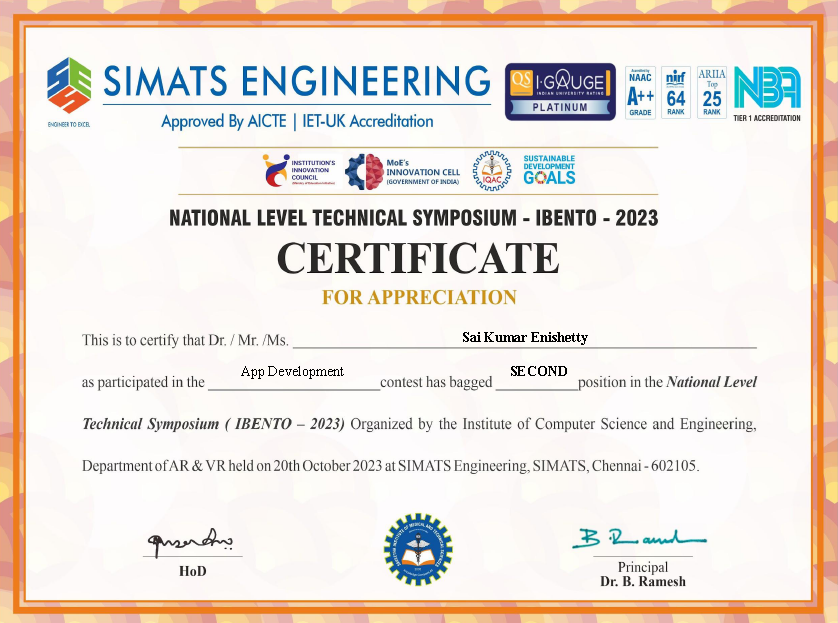 SIMATS ENGINEERING
ENGINEER TO EXCEL
Approved By AICTE | IET-UK Accreditation
QS I·GAUGE
INDIAN UNIVERSITY RATING
PLATINUM
Accredited by
NAAC
A++
GRADE
nirf
64
RANK
ARIIA
Top
25
RANK
NBA
TIER 1 ACCREDITATION
INSTITUTION'S
INNOVATION
COUNCIL
(Ministry of Education Initiative)
MoE's
INNOVATION CELL
(GOVERNMENT OF INDIA)
IQAC
SUSTAINABLE
DEVELOPMENT
GOALS
NATIONAL LEVEL TECHNICAL SYMPOSIUM - IBENTO - 2023
CERTIFICATE
FOR APPRECIATION
This is to certify that Dr. / Mr. /Ms. Sai Kumar Enishetty
as participated in the App Development contest has bagged SECOND position in the National Level
Technical Symposium ( IBENTO – 2023) Organized by the Institute of Computer Science and Engineering,
Department of AR & VR held on 20th October 2023 at SIMATS Engineering, SIMATS, Chennai - 602105.
HoD
B. Ramesh
Principal
Dr. B. Ramesh